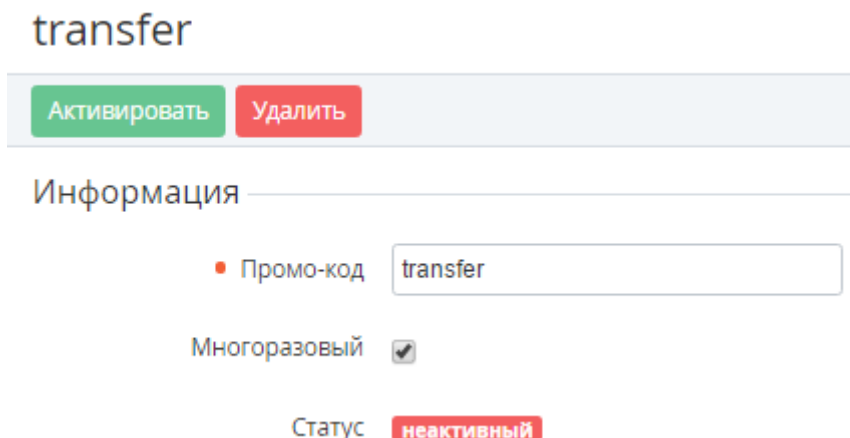 transfer
Активировать Удалить
Информация
Промо-код transfer
Многоразовый
Статус неактивный